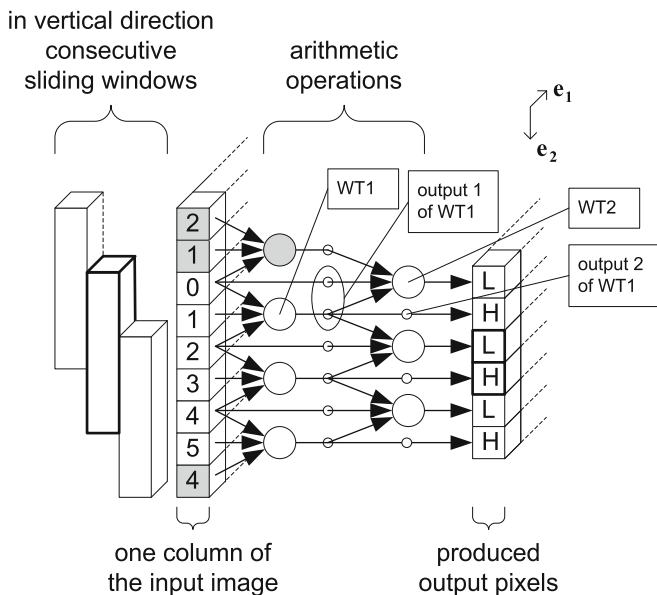 in vertical direction
consecutive
sliding windows
arithmetic
operations
e1
e2
WT1
output 1
of WT1
WT2
output 2
of WT1
2
1
0
1
2
3
4
5
4
L
H
L
H
L
H
one column of
the input image
produced
output pixels